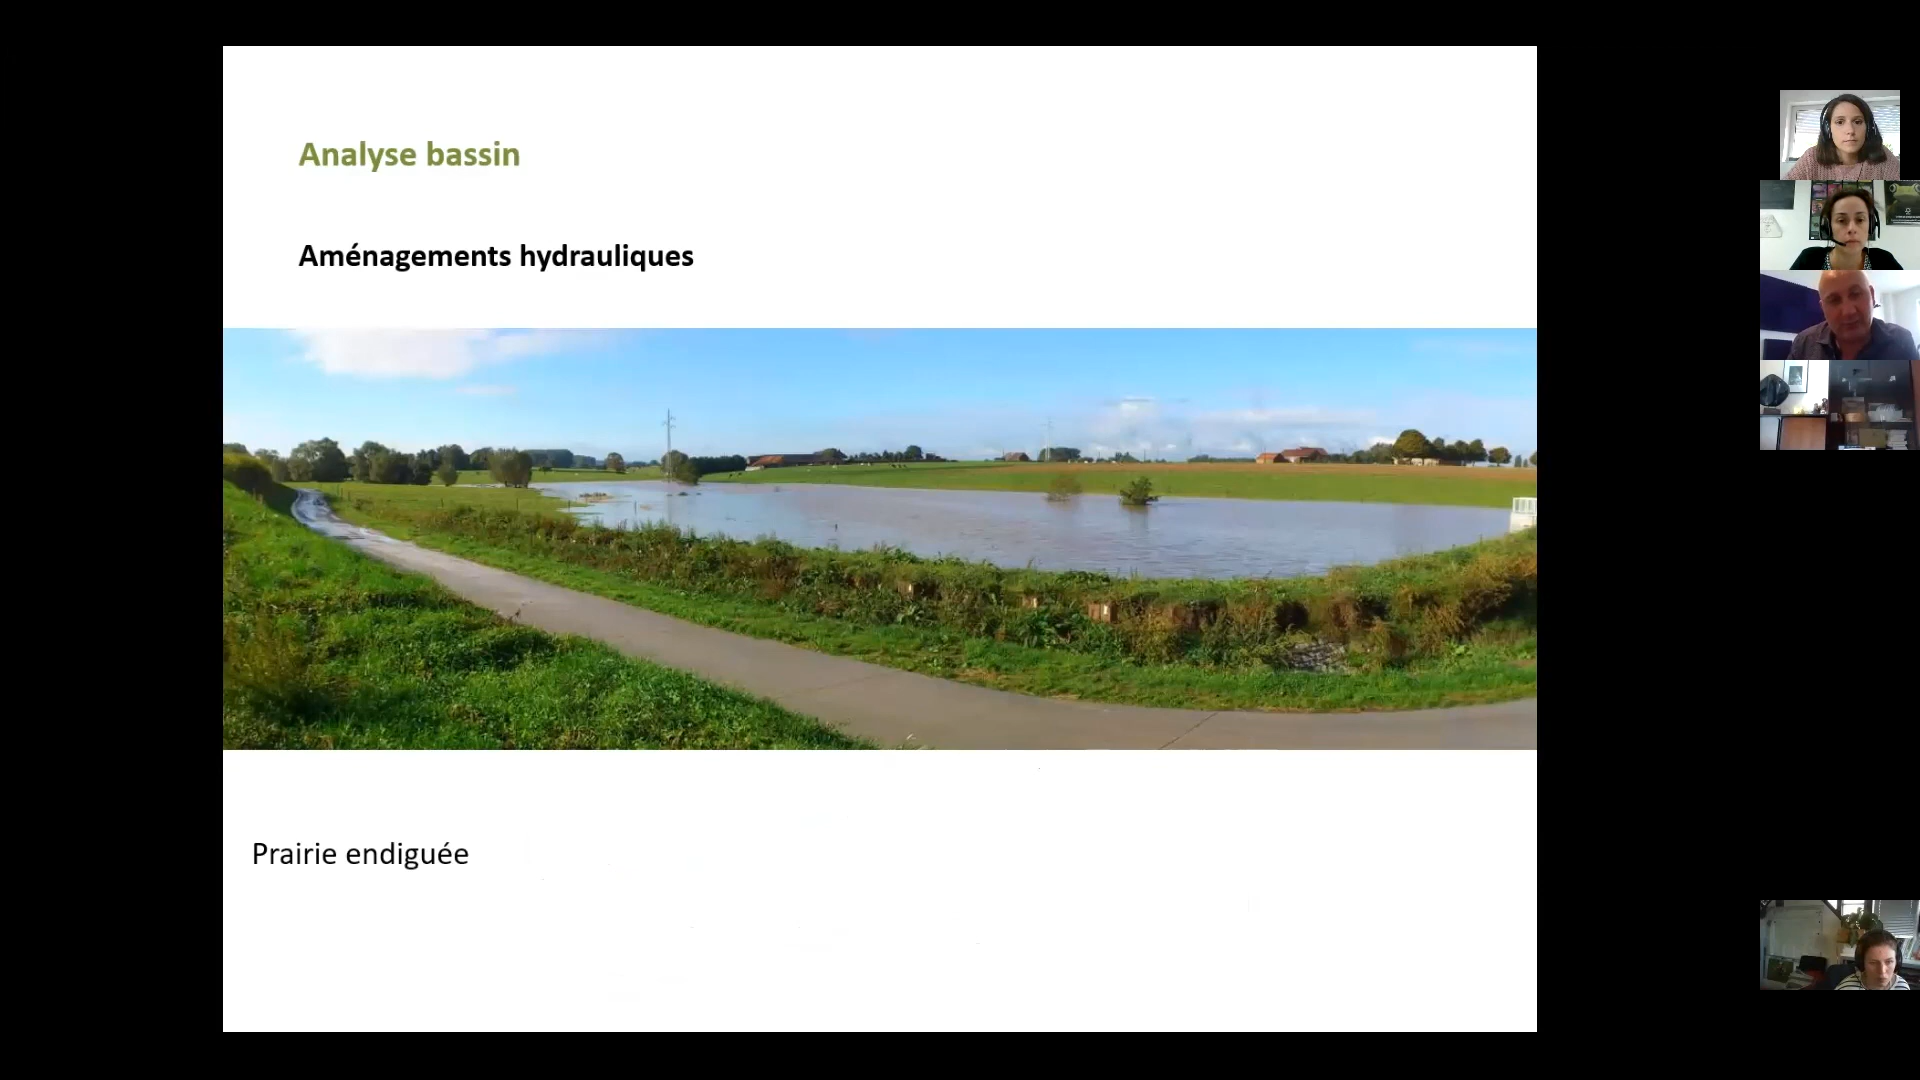 Analyse bassin
Aménagements hydrauliques
Prairie endiguée